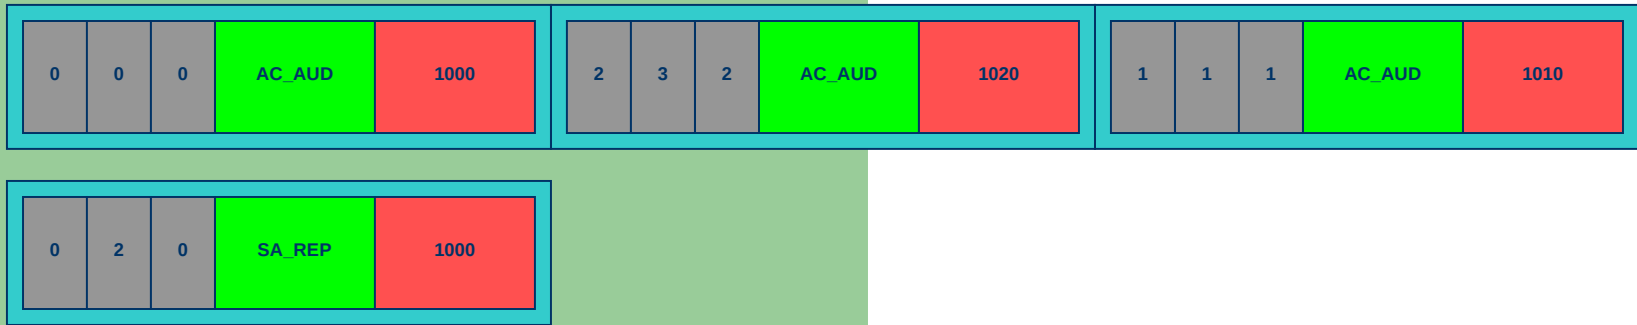 0 0 0 AC_AUD 1000 2 3 2 AC_AUD 1020 1 1 1 AC_AUD 1010
0 2 0 SA_REP 1000